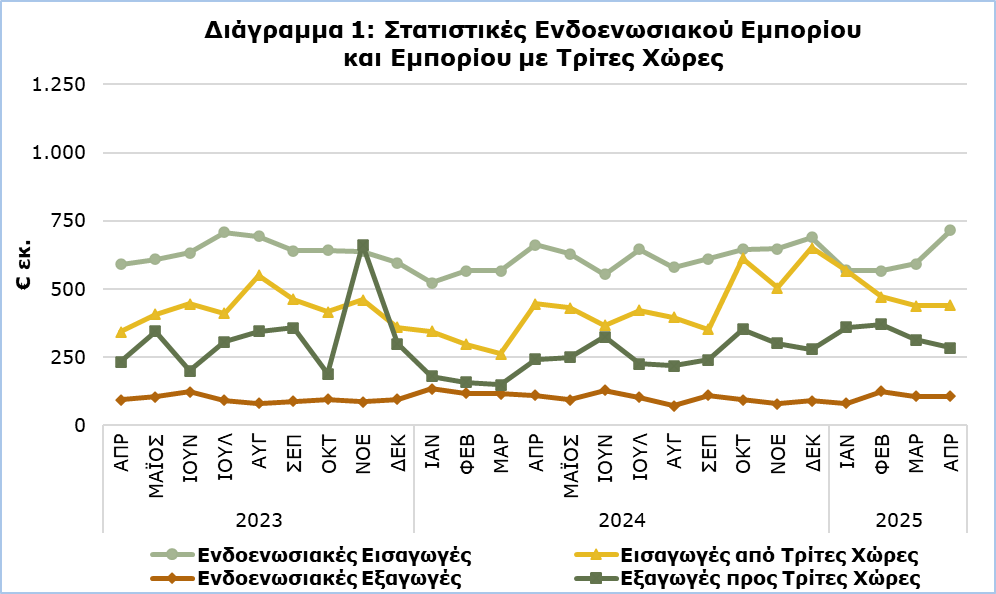 Διάγραμμα 1: Στατιστικές Ενδοενωσιακού Εμπορίου
και Εμπορίου με Τρίτες Χώρες
1.250
1.000
750
500
250
0
€ εκ.
ΑΠΡ
ΜΑΪΟΣ
ΙΟΥΝ
ΙΟΥΛ
ΑΥΓ
ΣΕΠ
ΟΚΤ
ΝΟΕ
ΔΕΚ
ΙΑΝ
ΦΕΒ
ΜΑΡ
ΑΠΡ
ΜΑΪΟΣ
ΙΟΥΝ
ΙΟΥΛ
ΑΥΓ
ΣΕΠ
ΟΚΤ
ΝΟΕ
ΔΕΚ
ΙΑΝ
ΦΕΒ
ΜΑΡ
ΑΠΡ
2023 2024 2025
Ενδοενωσιακές Εισαγωγές Εισαγωγές από Τρίτες Χώρες
Ενδοενωσιακές Εξαγωγές Εξαγωγές προς Τρίτες Χώρες